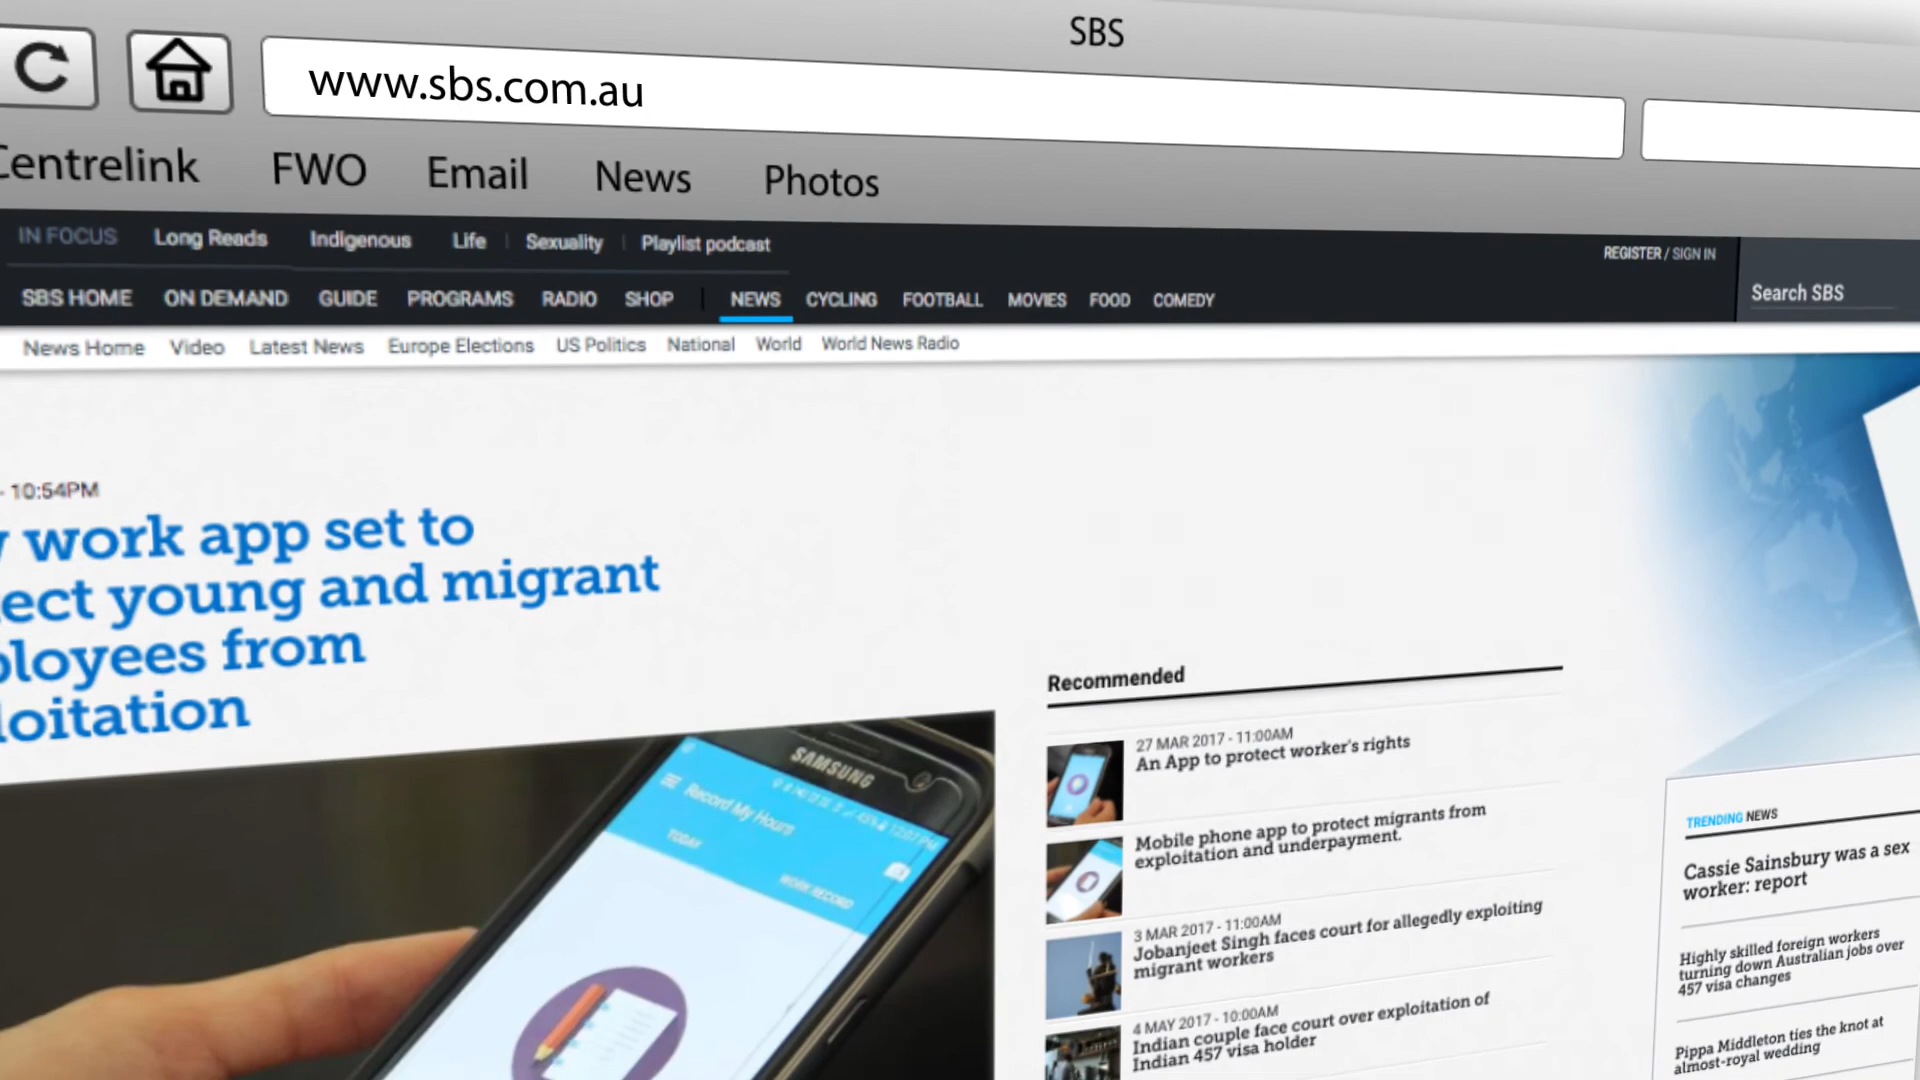 SBS
www.sbs.com.au
Centrelink FWO Email News Photos
IN FOCUS Long Reads Indigenous Life Sexuality Playlist podcast
REGISTER / SIGN IN
Search SBS
SBS HOME ON DEMAND GUIDE PROGRAMS RADIO SHOP NEWS CYCLING FOOTBALL MOVIES FOOD COMEDY
News Home Video Latest News Europe Elections US Politics National World World News Radio
- 10:54PM
work app set to
ect young and migrant
ployees from
loitation
SAMSUNG
Record My Hours
TODAY
WORK RECORD
Recommended
27 MAR 2017 - 11:00AM
An App to protect worker's rights
Mobile phone app to protect migrants from
exploitation and underpayment.
3 MAR 2017 - 11:00AM
Jobanjeet Singh faces court for allegedly exploiting
migrant workers
4 MAY 2017 - 10:00AM
Indian couple face court over exploitation of
Indian 457 visa holder
TRENDING NEWS
Cassie Sainsbury was a sex
worker: report
Highly skilled foreign workers
turning down Australian jobs over
457 visa changes
Pippa Middleton ties the knot at
almost-royal wedding